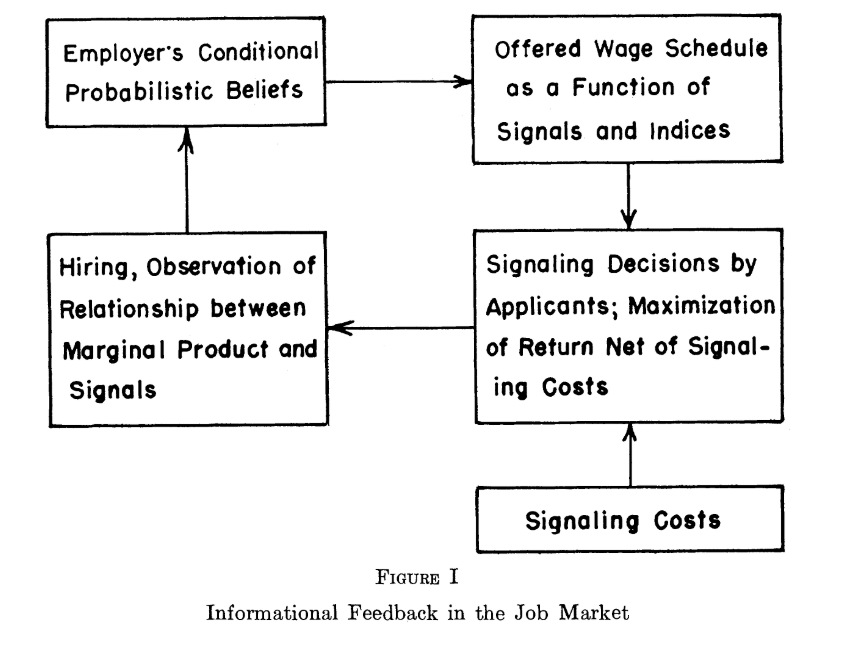 Employer's Conditional
Probabilistic Beliefs
Offered Wage Schedule
as a Function of
Signals and Indices
Hiring, Observation of
Relationship between
Marginal Product and
Signals
Signaling Decisions by
Applicants; Maximization
of Return Net of Signal-
ing Costs
Signaling Costs
FIGURE I
Informational Feedback in the Job Market